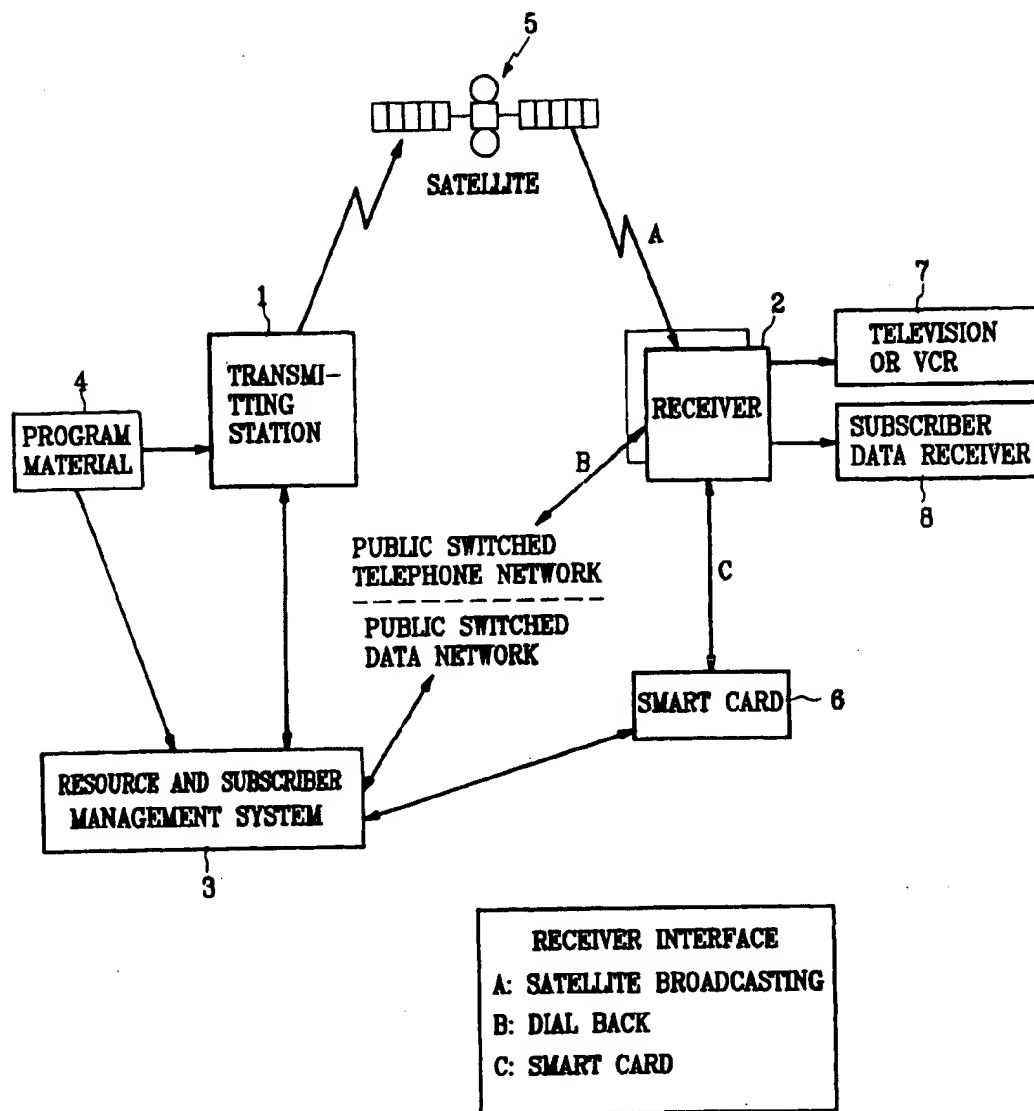 5
SATELLITE
A
1
TRANSMI-
TTING
STATION
4
PROGRAM
MATERIAL
2
RECEIVER
7
TELEVISION
OR VCR
SUBSCRIBER
DATA RECEIVER
8
B
PUBLIC SWITCHED
TELEPHONE NETWORK
PUBLIC SWITCHED
DATA NETWORK
C
SMART CARD
6
RESOURCE AND SUBSCRIBER
MANAGEMENT SYSTEM
3
RECEIVER INTERFACE
A: SATELLITE BROADCASTING
B: DIAL BACK
C: SMART CARD